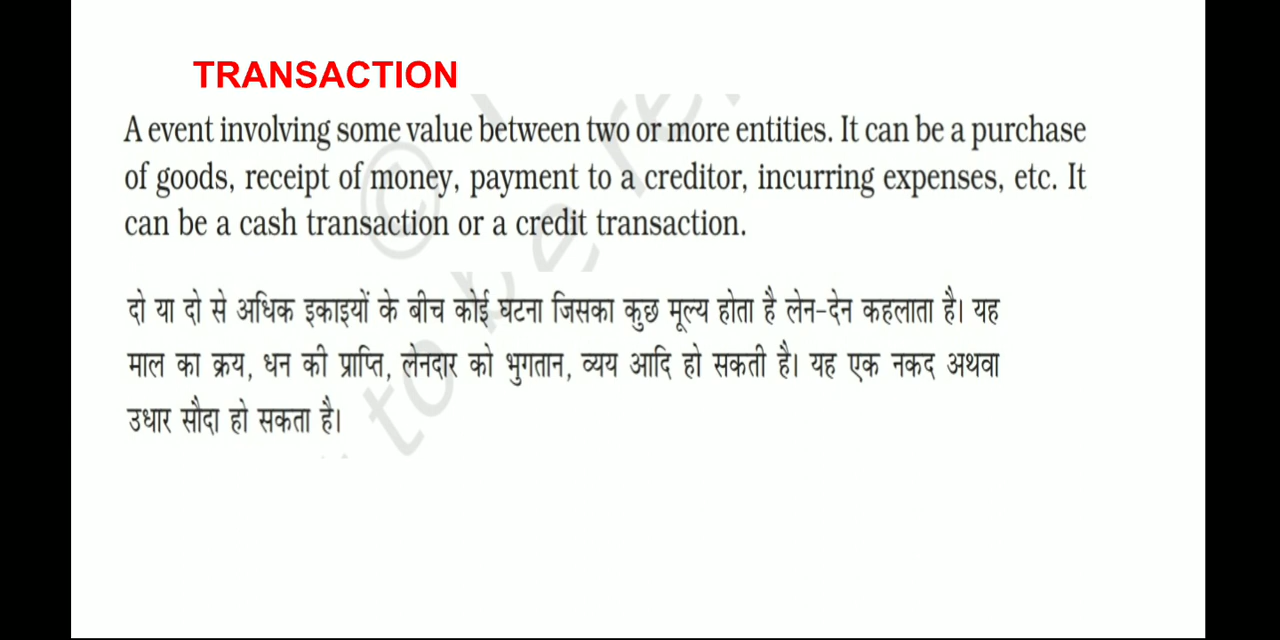 TRANSACTION
A event involving some value between two or more entities. It can be a purchase
of goods, receipt of money, payment to a creditor, incurring expenses, etc. It
can be a cash transaction or a credit transaction.
दो या दो से अधिक इकाइयों के बीच कोई घटना जिसका कुछ मूल्य होता है लेन-देन कहलाता है। यह
माल का क्रय, धन की प्राप्ति, लेनदार को भुगतान, व्यय आदि हो सकती है। यह एक नकद अथवा
उधार सौदा हो सकता है।